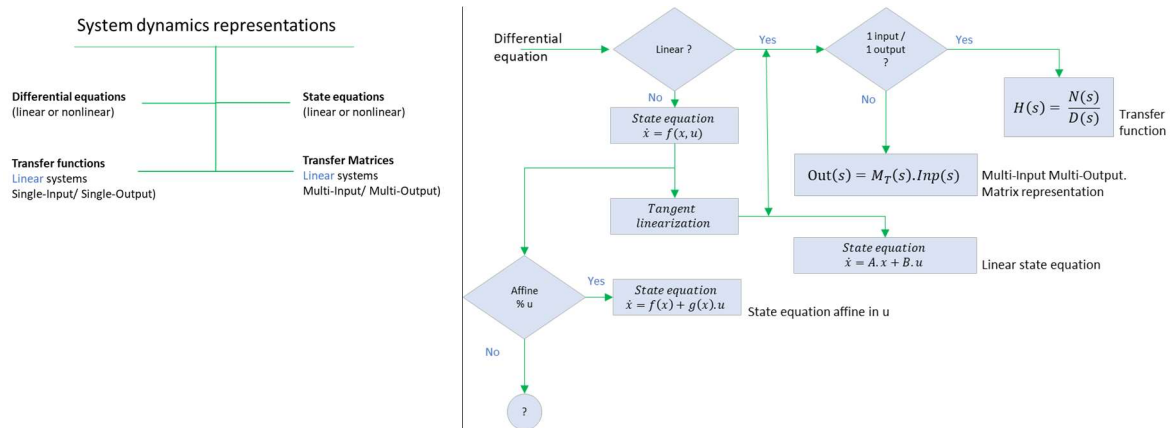 System dynamics representations
Differential equations
(linear or nonlinear)
State equations
(linear or nonlinear)
Transfer functions
Linear systems
Single-Input/ Single-Output)
Transfer Matrices
Linear systems
Multi-Input/ Multi-Output)
Differential
equation
Linear ?
Yes
1 input /
1 output
?
Yes
No
No
H(s) = N(s)/D(s)
Transfer
function
State equation
ẋ = f(x, u)
Out(s) = M_T(s).Inp(s)
Multi-Input Multi-Output.
Matrix representation
Tangent
linearization
State equation
ẋ = A.x + B.u
Linear state equation
Affine
% u
Yes
State equation
ẋ = f(x) + g(x).u
State equation affine in u
No
?